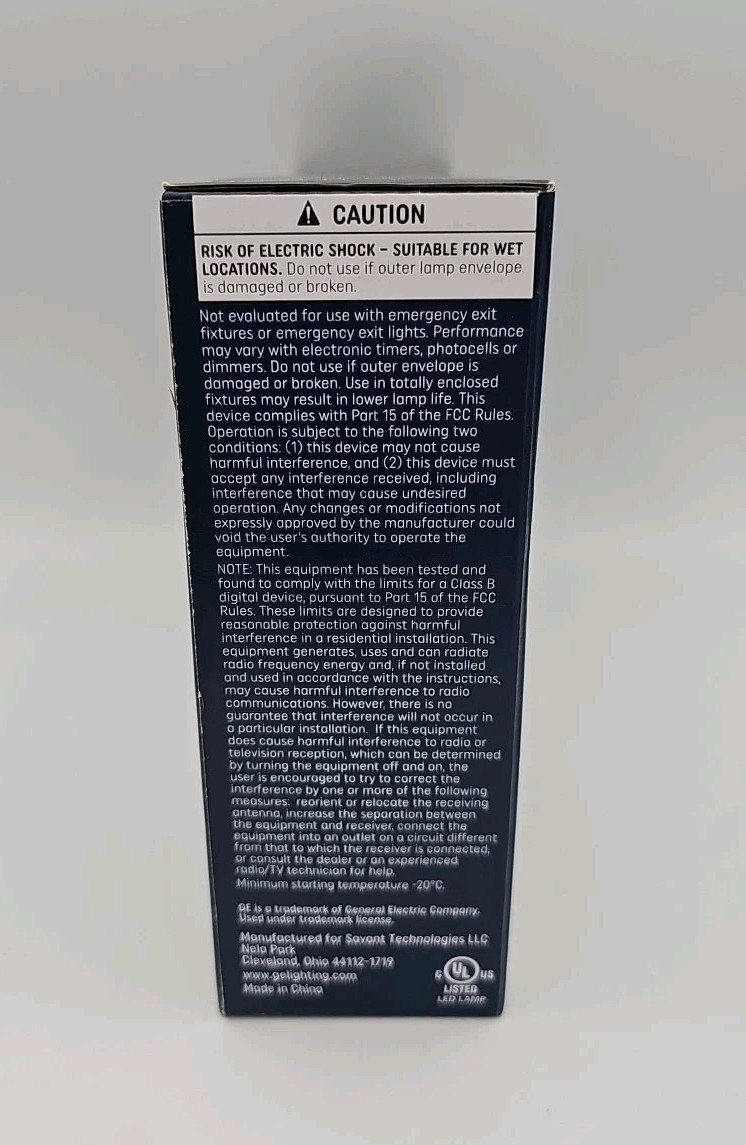 ⚠ CAUTION
RISK OF ELECTRIC SHOCK – SUITABLE FOR WET
LOCATIONS. Do not use if outer lamp envelope
is damaged or broken.
Not evaluated for use with emergency exit
fixtures or emergency exit lights. Performance
may vary with electronic timers, photocells or
dimmers. Do not use if outer envelope is
damaged or broken. Use in totally enclosed
fixtures may result in lower lamp life. This
device complies with Part 15 of the FCC Rules.
Operation is subject to the following two
conditions: (1) this device may not cause
harmful interference, and (2) this device must
accept any interference received, including
interference that may cause undesired
operation. Any changes or modifications not
expressly approved by the manufacturer could
void the user's authority to operate the
equipment.
NOTE: This equipment has been tested and
found to comply with the limits for a Class B
digital device, pursuant to Part 15 of the FCC
Rules. These limits are designed to provide
reasonable protection against harmful
interference in a residential installation. This
equipment generates, uses and can radiate
radio frequency energy and, if not installed
and used in accordance with the instructions,
may cause harmful interference to radio
communications. However, there is no
guarantee that interference will not occur in
a particular installation. If this equipment
does cause harmful interference to radio or
television reception, which can be determined
by turning the equipment off and on, the
user is encouraged to try to correct the
interference by one or more of the following
measures: reorient or relocate the receiving
antenna, increase the separation between
the equipment and receiver, connect the
equipment into an outlet on a circuit different
from that to which the receiver is connected,
or consult the dealer or an experienced
radio/TV technician for help.
Minimum starting temperature -20°C.
GE is a trademark of General Electric Company.
Used under trademark license.
Manufactured for Savant Technologies LLC
Nela Park
Cleveland, Ohio 44112-1719
www.gelighting.com
Made in China
C UL US
LISTED
LED LAMP